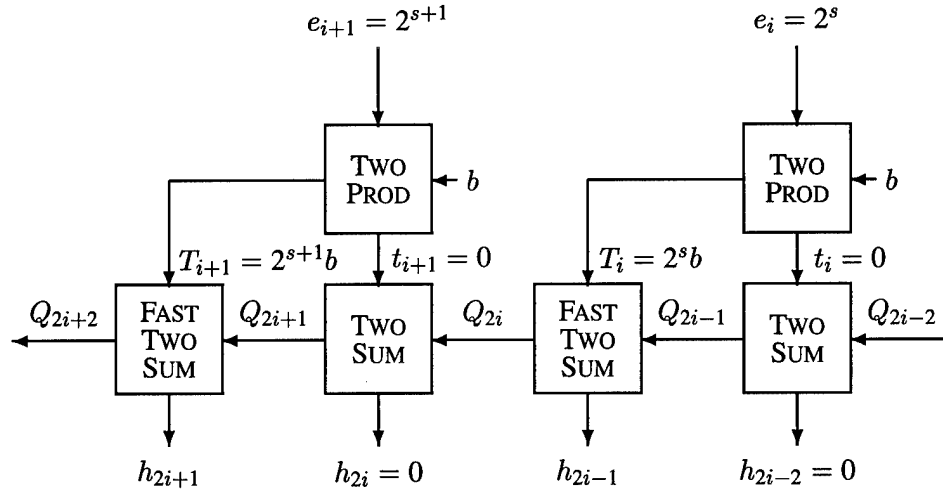 e_{i+1} = 2^{s+1}
e_i = 2^s
TWO
PROD
b
TWO
PROD
b
T_{i+1} = 2^{s+1}b
t_{i+1} = 0
T_i = 2^s b
t_i = 0
Q_{2i+2}
FAST
TWO
SUM
Q_{2i+1}
TWO
SUM
Q_{2i}
FAST
TWO
SUM
Q_{2i−1}
TWO
SUM
Q_{2i−2}
h_{2i+1}
h_{2i} = 0
h_{2i−1}
h_{2i−2} = 0